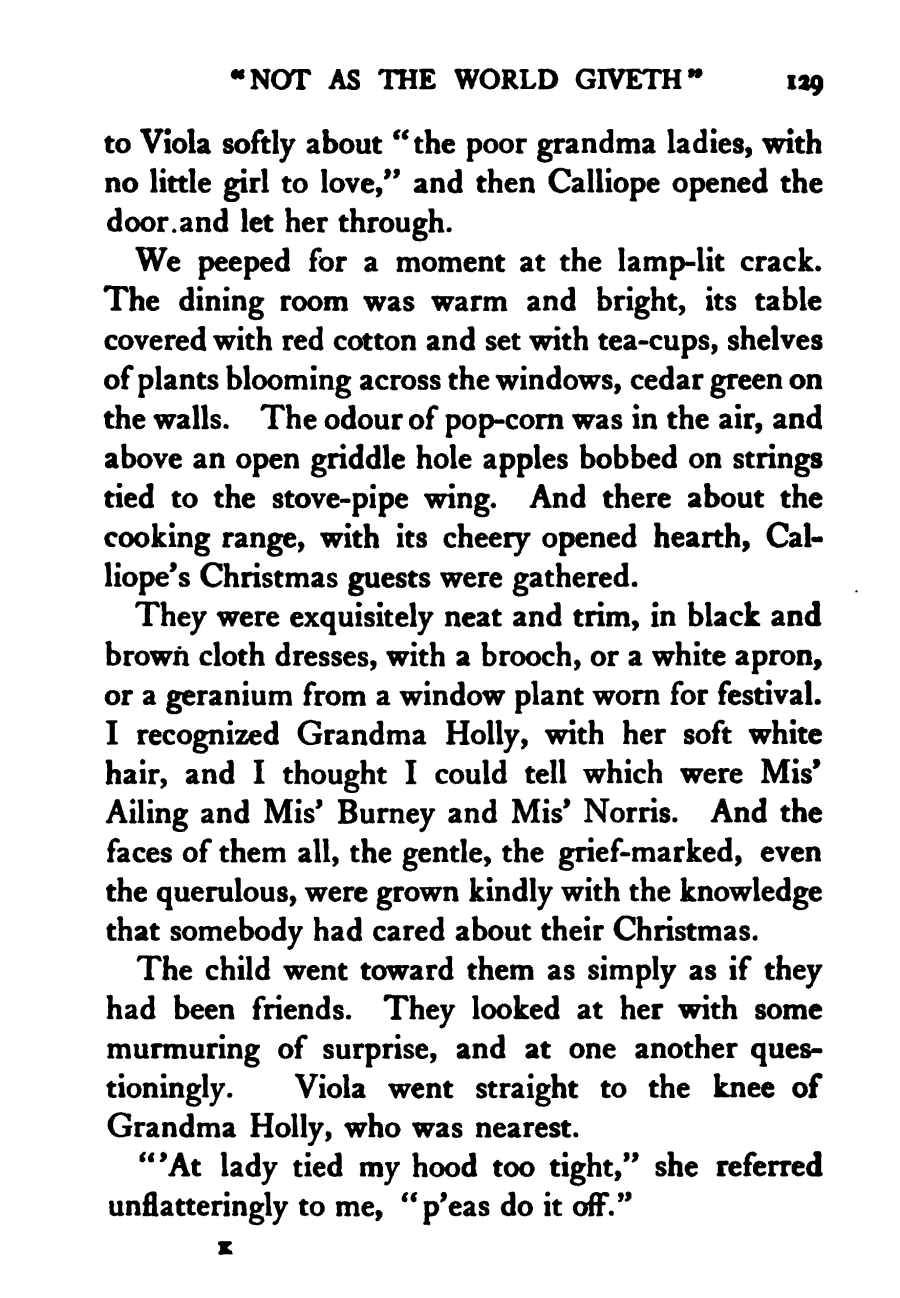 "NOT AS THE WORLD GIVETH" 129
to Viola softly about "the poor grandma ladies, with
no little girl to love," and then Calliope opened the
door.and let her through.
We peeped for a moment at the lamp-lit crack.
The dining room was warm and bright, its table
covered with red cotton and set with tea-cups, shelves
of plants blooming across the windows, cedar green on
the walls. The odour of pop-corn was in the air, and
above an open griddle hole apples bobbed on strings
tied to the stove-pipe wing. And there about the
cooking range, with its cheery opened hearth, Cal-
liope's Christmas guests were gathered.
They were exquisitely neat and trim, in black and
brown cloth dresses, with a brooch, or a white apron,
or a geranium from a window plant worn for festival.
I recognized Grandma Holly, with her soft white
hair, and I thought I could tell which were Mis'
Ailing and Mis' Burney and Mis' Norris. And the
faces of them all, the gentle, the grief-marked, even
the querulous, were grown kindly with the knowledge
that somebody had cared about their Christmas.
The child went toward them as simply as if they
had been friends. They looked at her with some
murmuring of surprise, and at one another ques-
tioningly. Viola went straight to the knee of
Grandma Holly, who was nearest.
"'At lady tied my hood too tight," she referred
unflatteringly to me, "p'eas do it off."
K